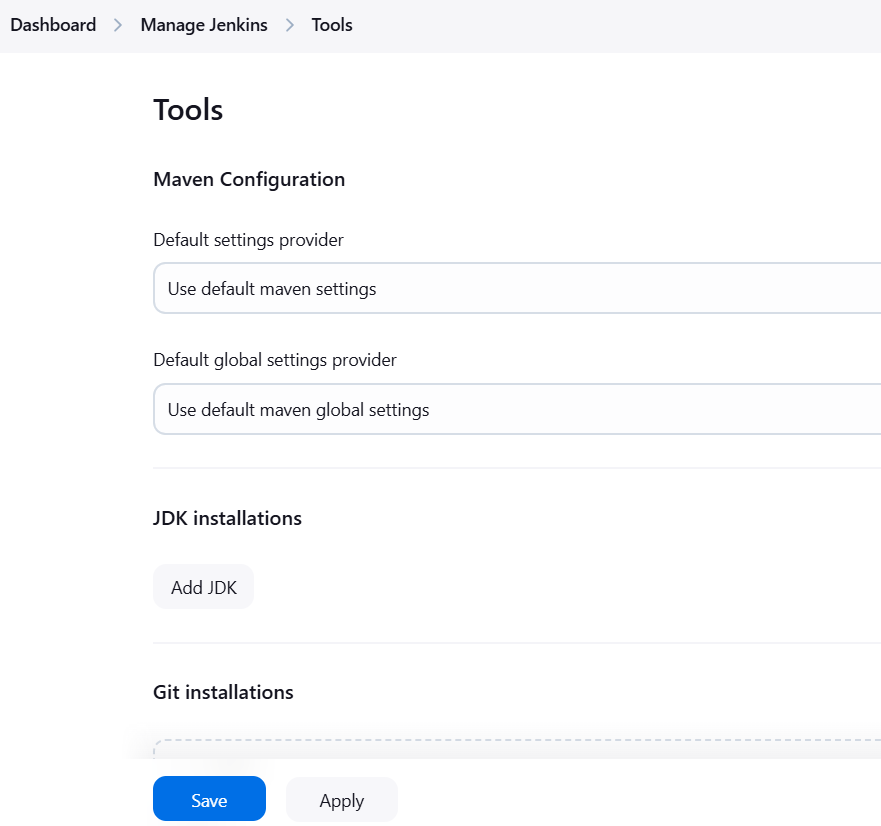 Dashboard > Manage Jenkins > Tools
Tools
Maven Configuration
Default settings provider
Use default maven settings
Default global settings provider
Use default maven global settings
JDK installations
Add JDK
Git installations
Save Apply